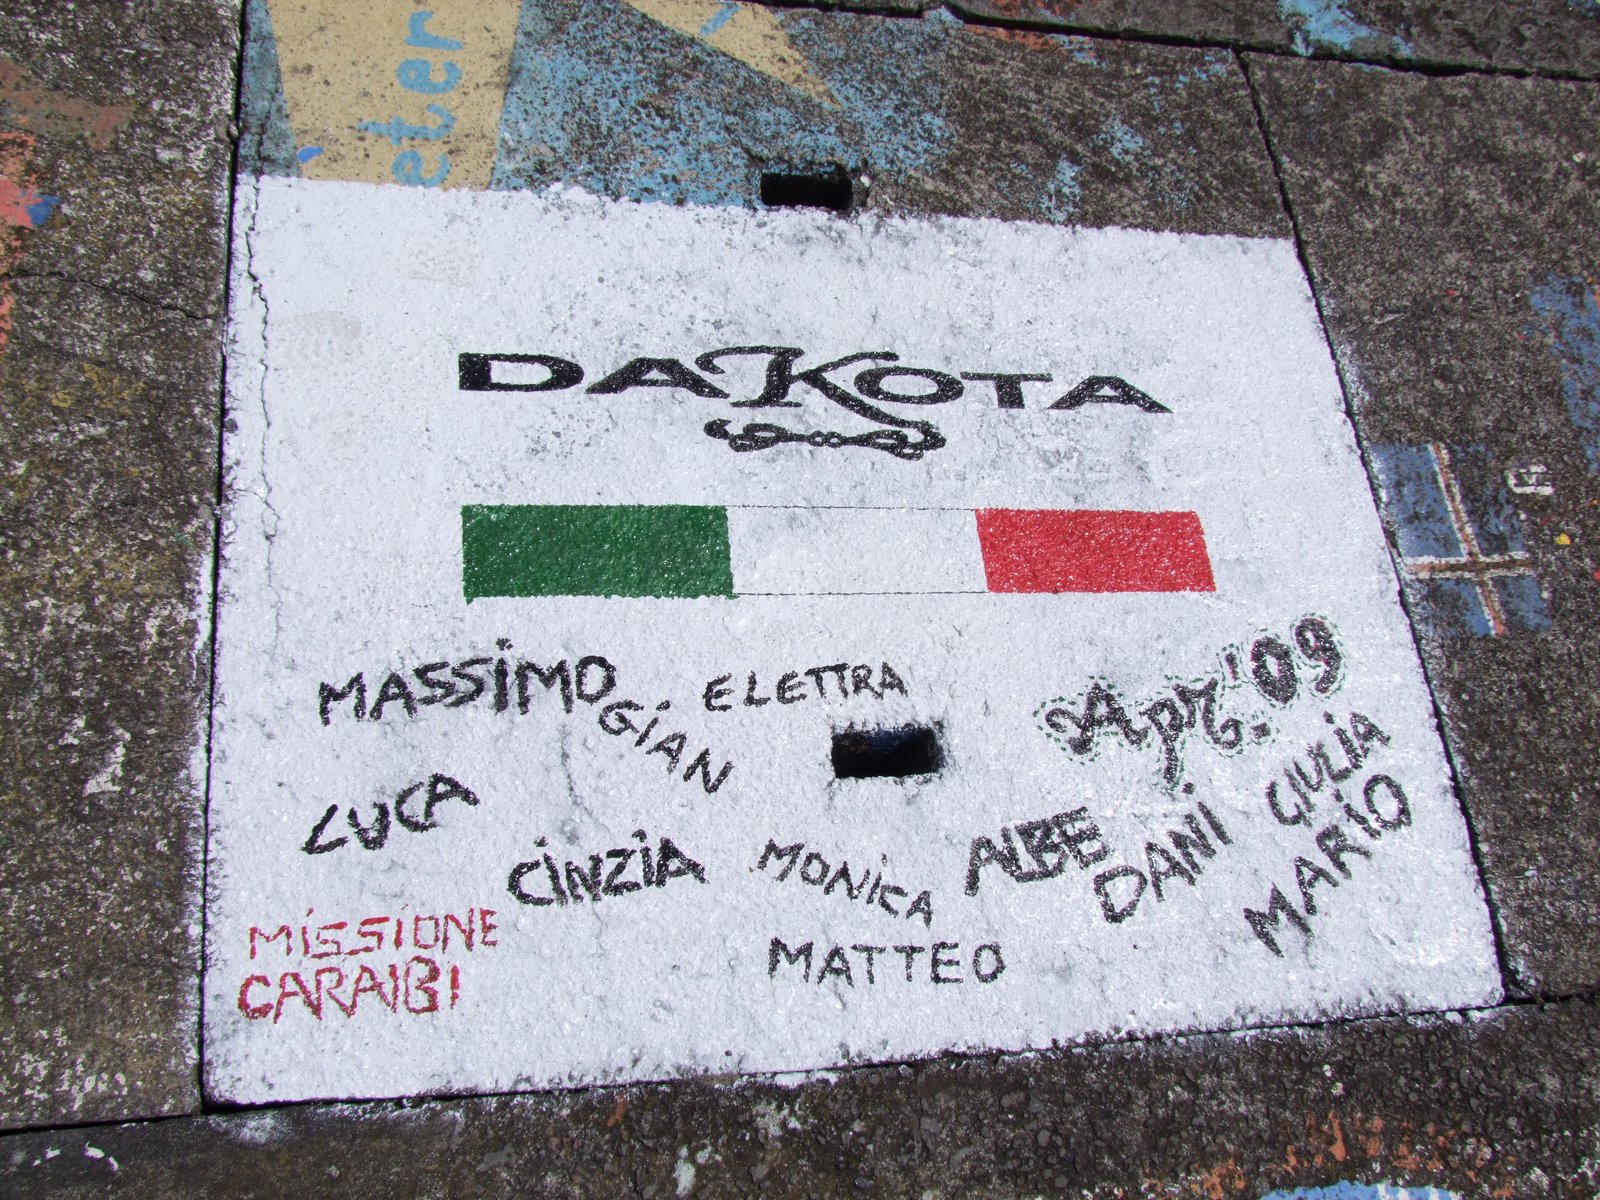 eter
DAKOTA
MASSiMO
GiAN
ELETTRA
Apr. '09
LUCA
CiNZiA
MONiCA
ALBE
DANi
GIULIA
MARiO
MATTEO
MiSSiONE
CARAIBI